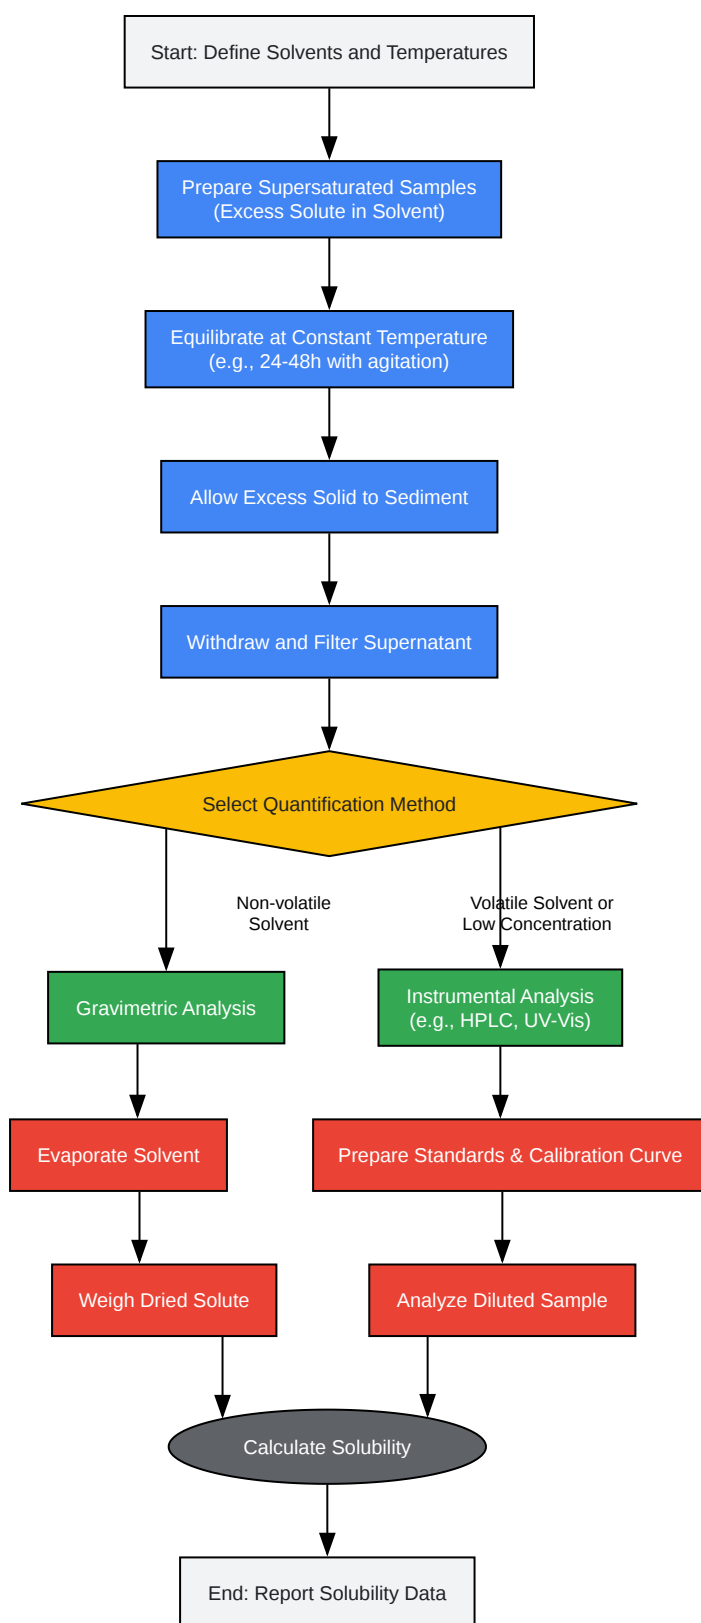 Start: Define Solvents and Temperatures
Prepare Supersaturated Samples
(Excess Solute in Solvent)
Equilibrate at Constant Temperature
(e.g., 24-48h with agitation)
Allow Excess Solid to Sediment
Withdraw and Filter Supernatant
Select Quantification Method
Non-volatile
Solvent
Volatile Solvent or
Low Concentration
Gravimetric Analysis
Instrumental Analysis
(e.g., HPLC, UV-Vis)
Evaporate Solvent
Prepare Standards & Calibration Curve
Weigh Dried Solute
Analyze Diluted Sample
Calculate Solubility
End: Report Solubility Data